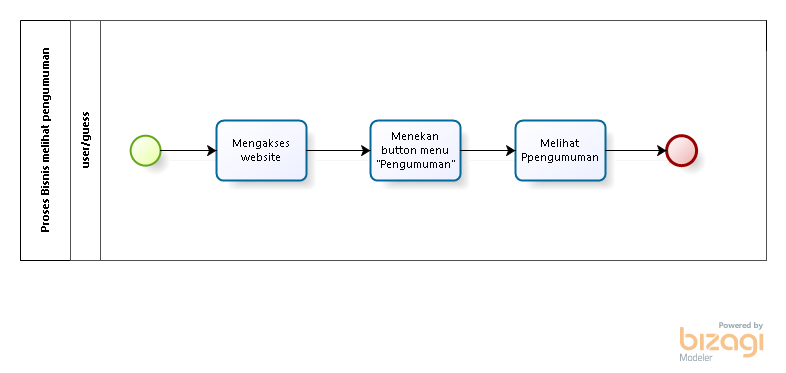 Proses Bisnis melihat pengumuman
user/guess
Mengakses
website
Menekan
button menu
"Pengumuman"
Melihat
Ppengumuman
Powered by
bizagi
Modeler